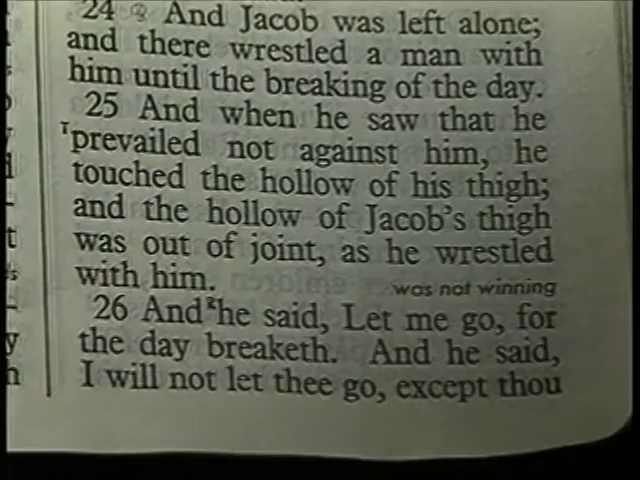 24 And Jacob was left alone;
and there wrestled a man with
him until the breaking of the day.
25 And when he saw that he
prevailed not against him, he
touched the hollow of his thigh;
and the hollow of Jacob's thigh
was out of joint, as he wrestled
with him. was not winning
26 And he said, Let me go, for
the day breaketh. And he said,
I will not let thee go, except thou